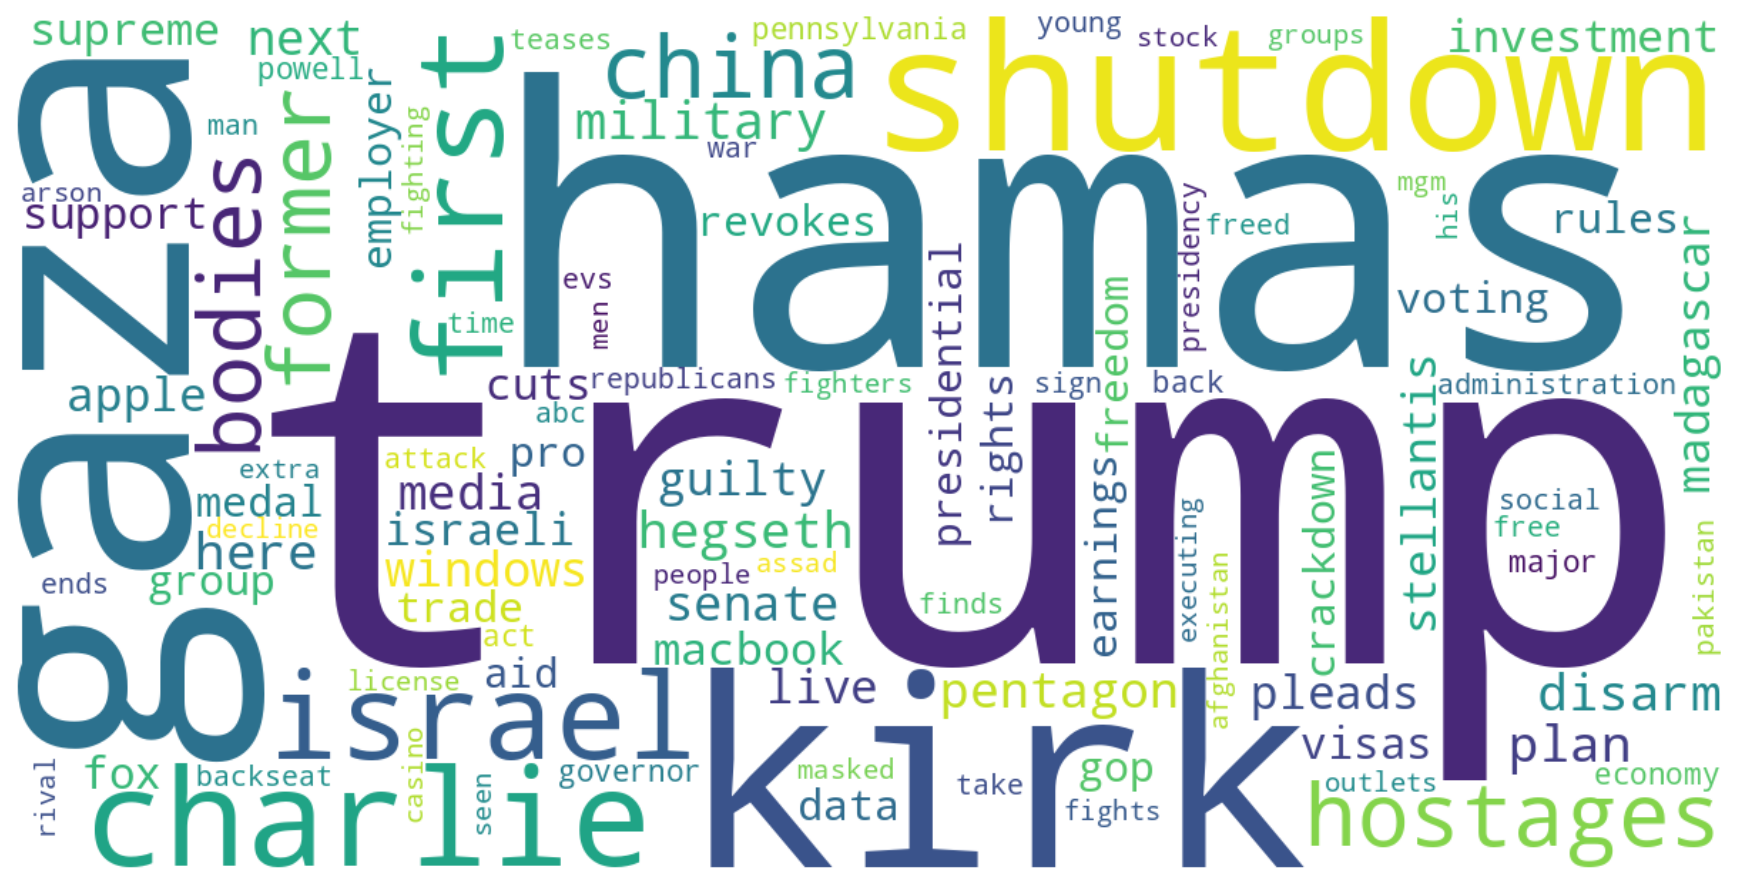 supreme
next
powell
first
teases
china
pennsylvania
young
stock
groups
investment
shutdown
military
war
man
employer
fighting
former
bodies
gaza
arson
support
hamas
revokes
presidency
freed
mgm
his
rules
evs
men
time
presidential
freedom
voting
madagascar
apple
cuts
republicans
fighters
sign
back
administration
abc
trump
rights
stellantis
extra
attack
pro
medal
media
guilty
earnings
executing
crackdown
social
free
decline
here
israeli
hegseth
major
pakistan
ends
group
windows
people
assad
afghanistan
trade
senate
finds
act
macbook
license
aid
israel
live
kirk
pentagon
pleads
disarm
visas
plan
rival
fox
backseat
casino
seen
governor
masked
take
gop
outlets
economy
charlie
data
fights
hostages